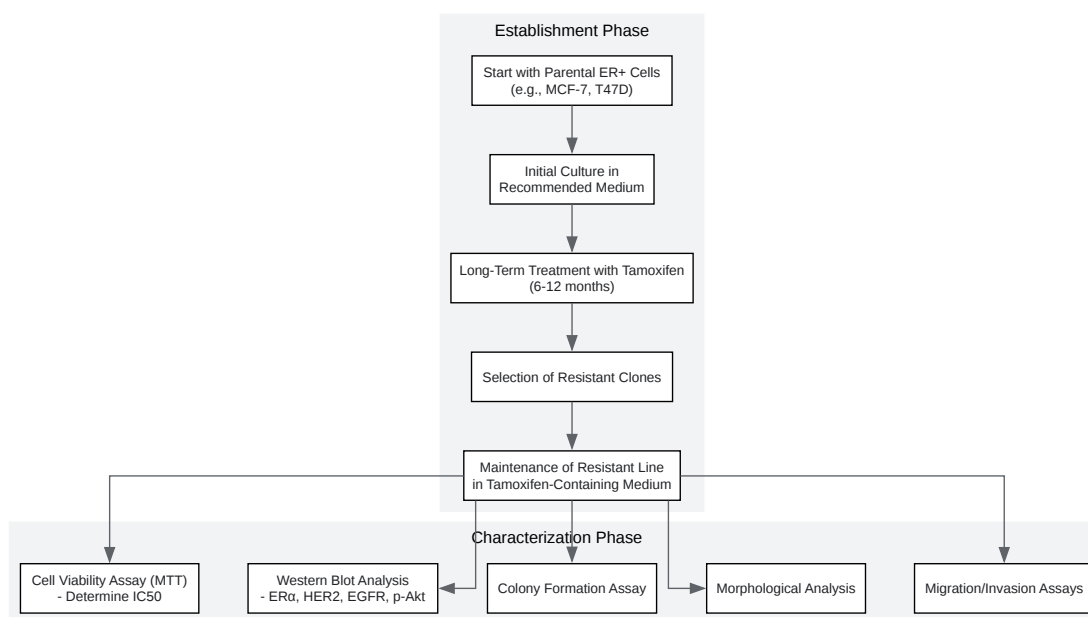 Establishment Phase
Start with Parental ER+ Cells
(e.g., MCF-7, T47D)
Initial Culture in
Recommended Medium
Long-Term Treatment with Tamoxifen
(6-12 months)
Selection of Resistant Clones
Maintenance of Resistant Line
in Tamoxifen-Containing Medium
Characterization Phase
Cell Viability Assay (MTT)
- Determine IC50
Western Blot Analysis
- ERα, HER2, EGFR, p-Akt
Colony Formation Assay
Morphological Analysis
Migration/Invasion Assays